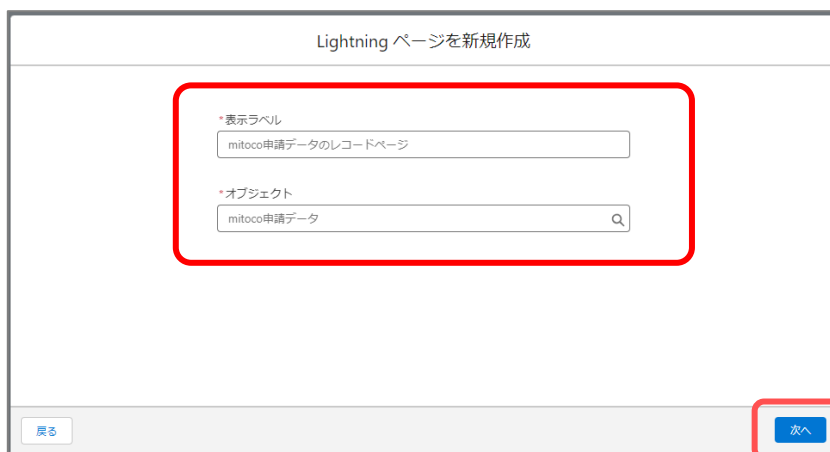 Lightning ページを新規作成
*表示ラベル
mitoco申請データのレコードページ
*オブジェクト
mitoco申請データ
戻る
次へ